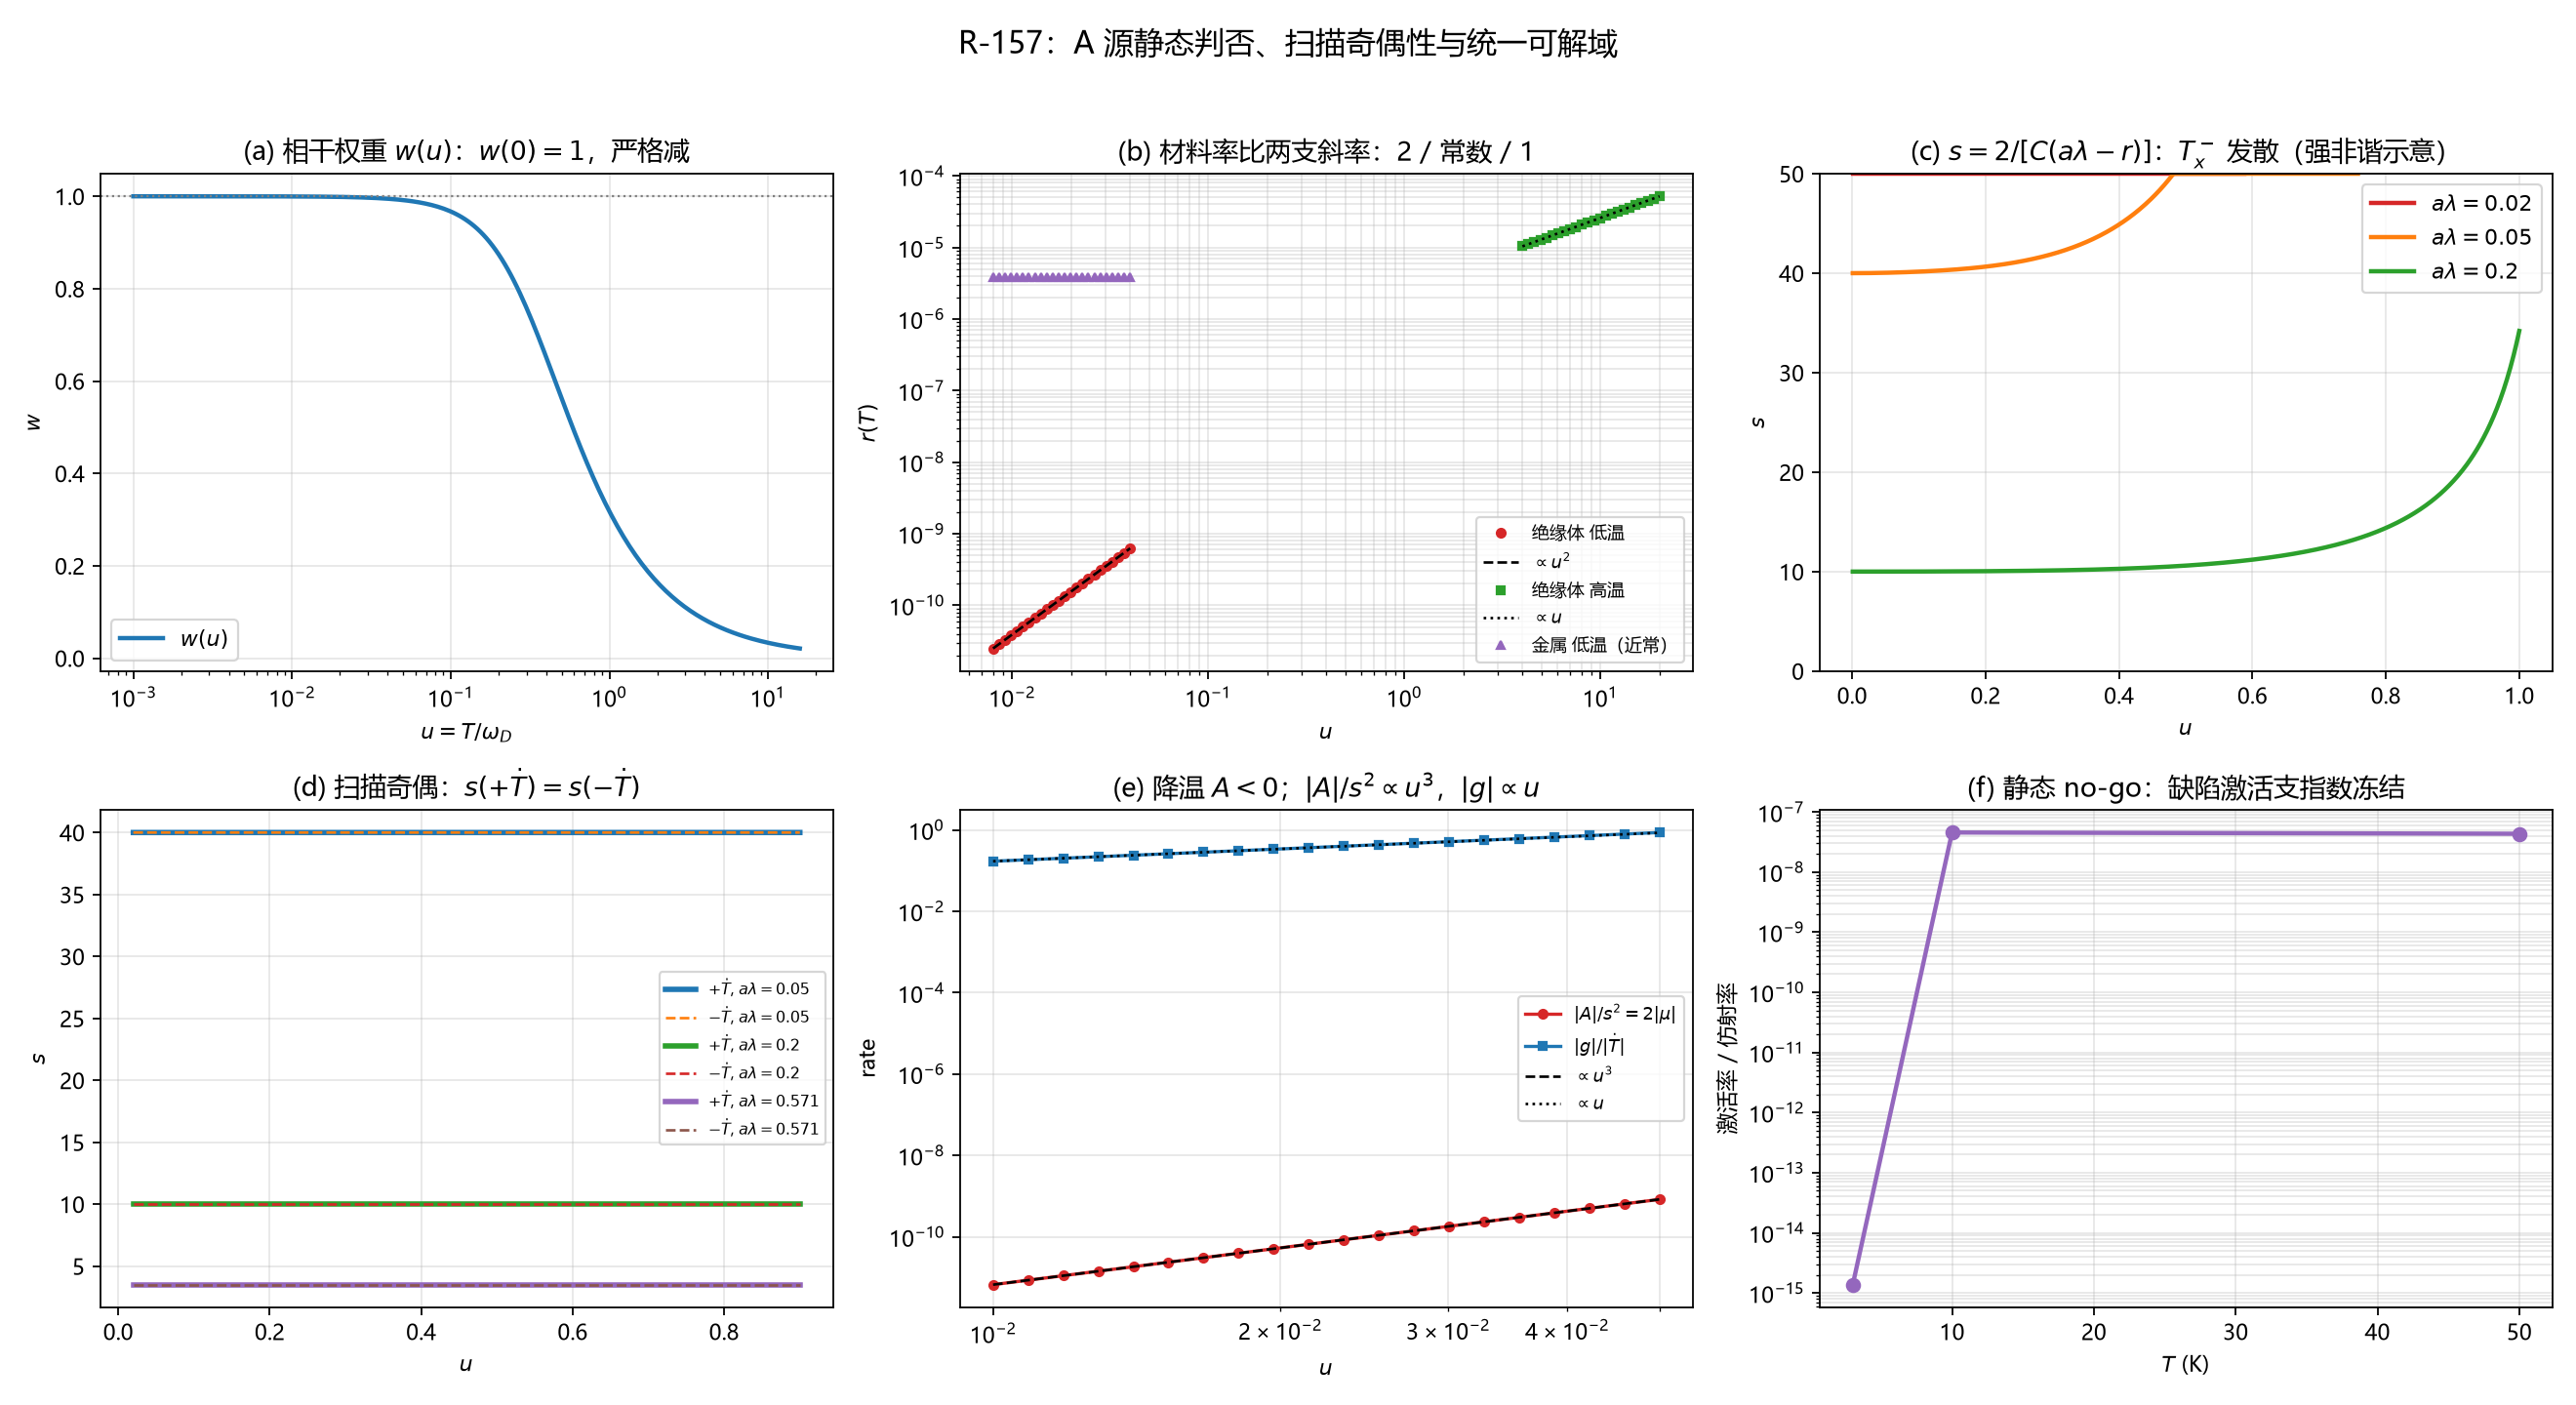 R-157：A 源静态判否、扫描奇偶性与统一可解域
(a) 相干权重 w(u)：w(0) = 1，严格减
w
1.0
0.8
0.6
0.4
0.2
0.0
w(u)
10⁻³
10⁻²
10⁻¹
10⁰
10¹
u = T/ω_D
(b) 材料率比两支斜率：2 / 常数 / 1
r(T)
10⁻⁴
10⁻⁵
10⁻⁶
10⁻⁷
10⁻⁸
10⁻⁹
10⁻¹⁰
绝缘体 低温
∝ u²
绝缘体 高温
∝ u
金属 低温（近常）
10⁻²
10⁻¹
10⁰
10¹
u
(c) s = 2/[C(aλ − r)]：T_x⁻ 发散（强非谐示意）
s
50
40
30
20
10
0
aλ = 0.02
aλ = 0.05
aλ = 0.2
0.0
0.2
0.4
0.6
0.8
1.0
u
(d) 扫描奇偶：s(+Ṫ) = s(−Ṫ)
s
40
35
30
25
20
15
10
5
+Ṫ, aλ = 0.05
−Ṫ, aλ = 0.05
+Ṫ, aλ = 0.2
−Ṫ, aλ = 0.2
+Ṫ, aλ = 0.571
−Ṫ, aλ = 0.571
0.0
0.2
0.4
0.6
0.8
u
(e) 降温 A < 0；|A|/s² ∝ u³，|g| ∝ u
rate
10⁰
10⁻²
10⁻⁴
10⁻⁶
10⁻⁸
10⁻¹⁰
|A|/s² = 2|μ|
|g|/|Ṫ|
∝ u³
∝ u
10⁻²
2 × 10⁻²
3 × 10⁻²
4 × 10⁻²
u
(f) 静态 no-go：缺陷激活支指数冻结
激活率 / 仿射率
10⁻⁷
10⁻⁸
10⁻⁹
10⁻¹⁰
10⁻¹¹
10⁻¹²
10⁻¹³
10⁻¹⁴
10⁻¹⁵
10
20
30
40
50
T (K)